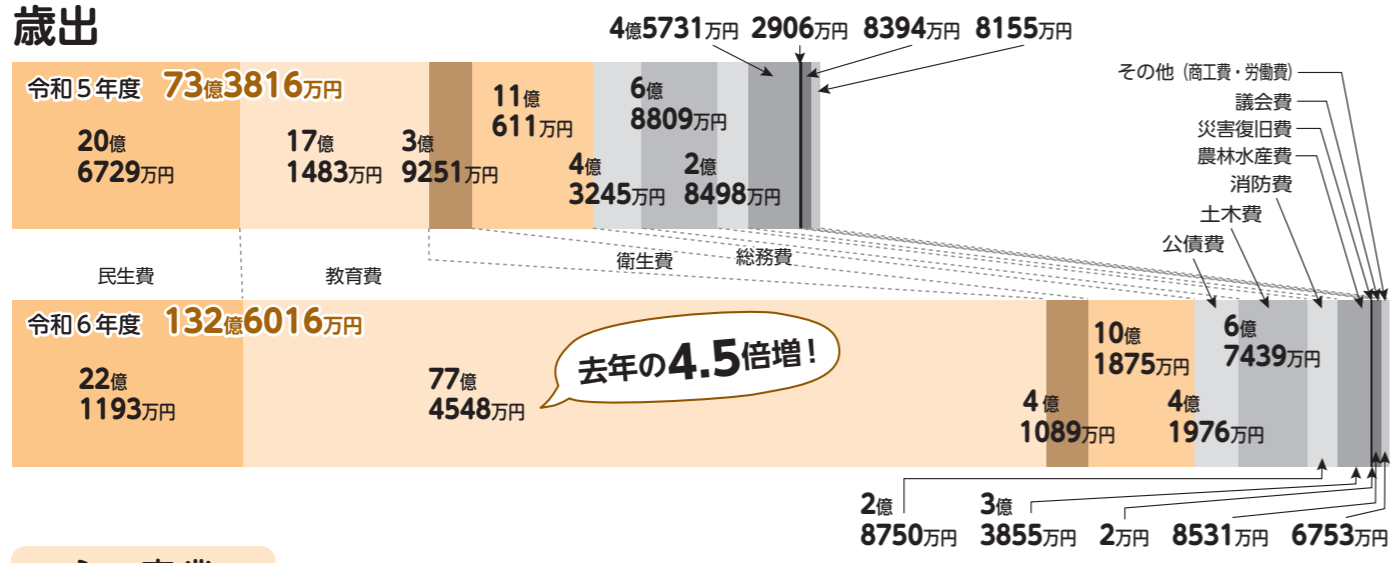 歳出
4億5731万円 2906万円 8394万円 8155万円
令和5年度 73億3816万円
20億
6729万円
17億
1483万円
3億
9251万円
11億
611万円
4億
3245万円
6億
8809万円
2億
8498万円
その他（商工費・労働費）
議会費
災害復旧費
農林水産費
消防費
土木費
公債費
民生費
教育費
衛生費
総務費
令和6年度 132億6016万円
22億
1193万円
77億
4548万円
去年の4.5倍増！
4億
1089万円
10億
1875万円
4億
1976万円
6億
7439万円
2億
8750万円
3億
3855万円
2万円
8531万円
6753万円